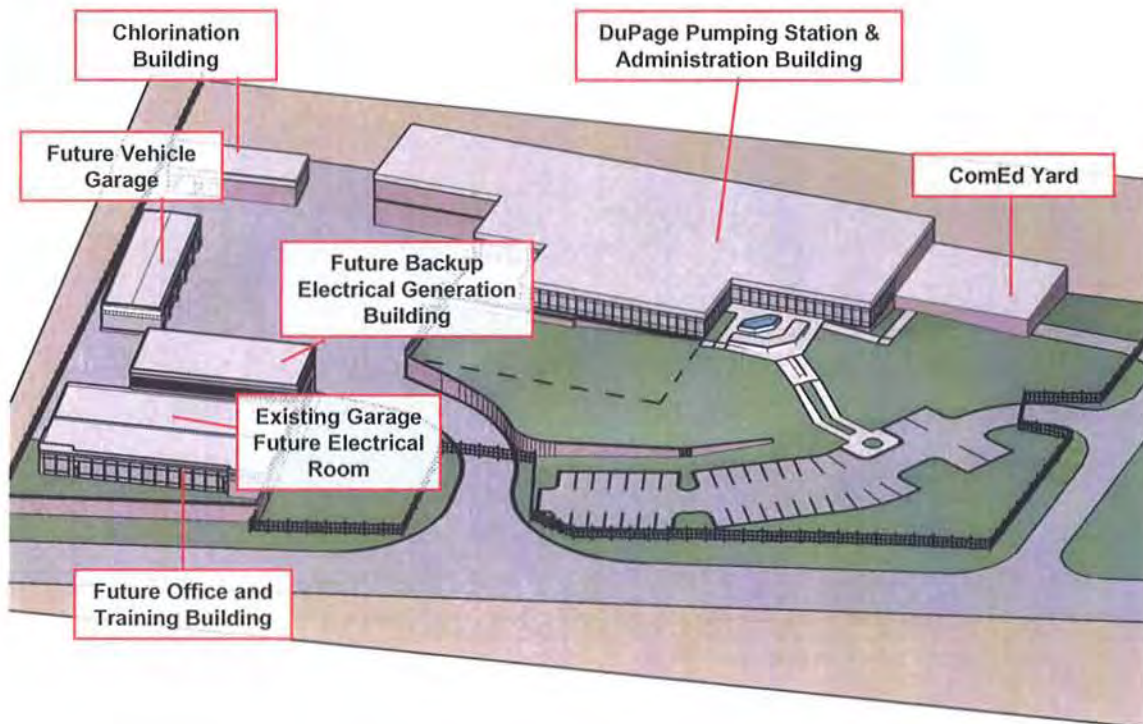 Chlorination
Building
DuPage Pumping Station &
Administration Building
Future Vehicle
Garage
ComEd Yard
Future Backup
Electrical Generation
Building
Existing Garage
Future Electrical
Room
Future Office and
Training Building